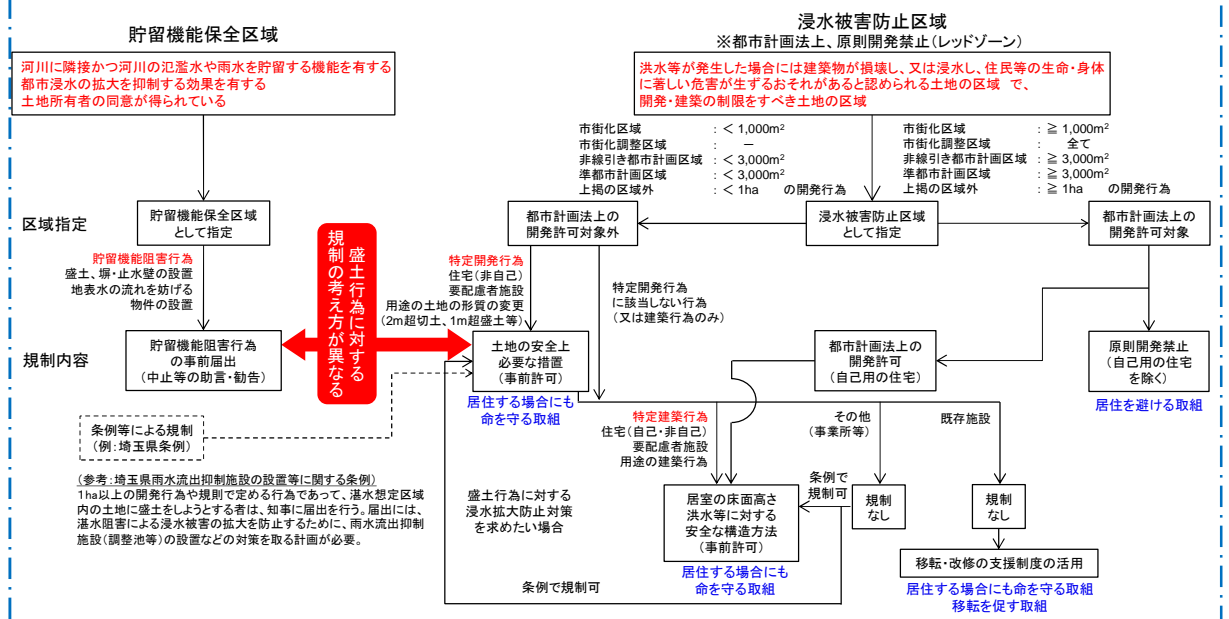 貯留機能保全区域
河川に隣接かつ河川の氾濫水や雨水を貯留する機能を有する
都市浸水の拡大を抑制する効果を有する
土地所有者の同意が得られている
浸水被害防止区域
※都市計画法上、原則開発禁止(レッドゾーン)
洪水等が発生した場合には建築物が損壊し、又は浸水し、住民等の生命・身体
に著しい危害が生ずるおそれがあると認められる土地の区域 で、
開発・建築の制限をすべき土地の区域
市街化区域 : < 1,000m²
市街化調整区域 : −
非線引き都市計画区域 : < 3,000m²
準都市計画区域 : < 3,000m²
上掲の区域外 : < 1ha の開発行為
市街化区域 : ≧ 1,000m²
市街化調整区域 : 全て
非線引き都市計画区域 : ≧ 3,000m²
準都市計画区域 : ≧ 3,000m²
上掲の区域外 : ≧ 1ha の開発行為
区域指定
貯留機能保全区域
として指定
都市計画法上の
開発許可対象外
浸水被害防止区域
として指定
都市計画法上の
開発許可対象
貯留機能阻害行為
盛土、塀・止水壁の設置
地表水の流れを妨げる
物件の設置
盛土行為に対する
規制の考え方が異なる
特定開発行為
住宅(非自己)
要配慮者施設
用途の土地の形質の変更
(2m超切土、1m超盛土等)
特定開発行為
に該当しない行為
(又は建築行為のみ)
規制内容
貯留機能阻害行為
の事前届出
(中止等の助言・勧告)
土地の安全上
必要な措置
(事前許可)
居住する場合にも
命を守る取組
都市計画法上の
開発許可
(自己用の住宅)
原則開発禁止
(自己用の住宅
を除く)
居住を避ける取組
条例等による規制
(例:埼玉県条例)
特定建築行為
住宅(自己・非自己)
要配慮者施設
用途の建築行為
その他
(事業所等)
既存施設
(参考:埼玉県雨水流出抑制施設の設置等に関する条例)
1ha以上の開発行為や規則で定める行為であって、湛水想定区域
内の土地に盛土をしようとする者は、知事に届出を行う。届出には、
湛水阻害による浸水被害の拡大を防止するために、雨水流出抑制
施設(調整池等)の設置などの対策を取る計画が必要。
盛土行為に対する
浸水拡大防止対策
を求めたい場合
居室の床面高さ
洪水等に対する
安全な構造方法
(事前許可)
居住する場合にも
命を守る取組
条例で
規制可
規制
なし
規制
なし
移転・改修の支援制度の活用
居住する場合にも命を守る取組
移転を促す取組
条例で規制可